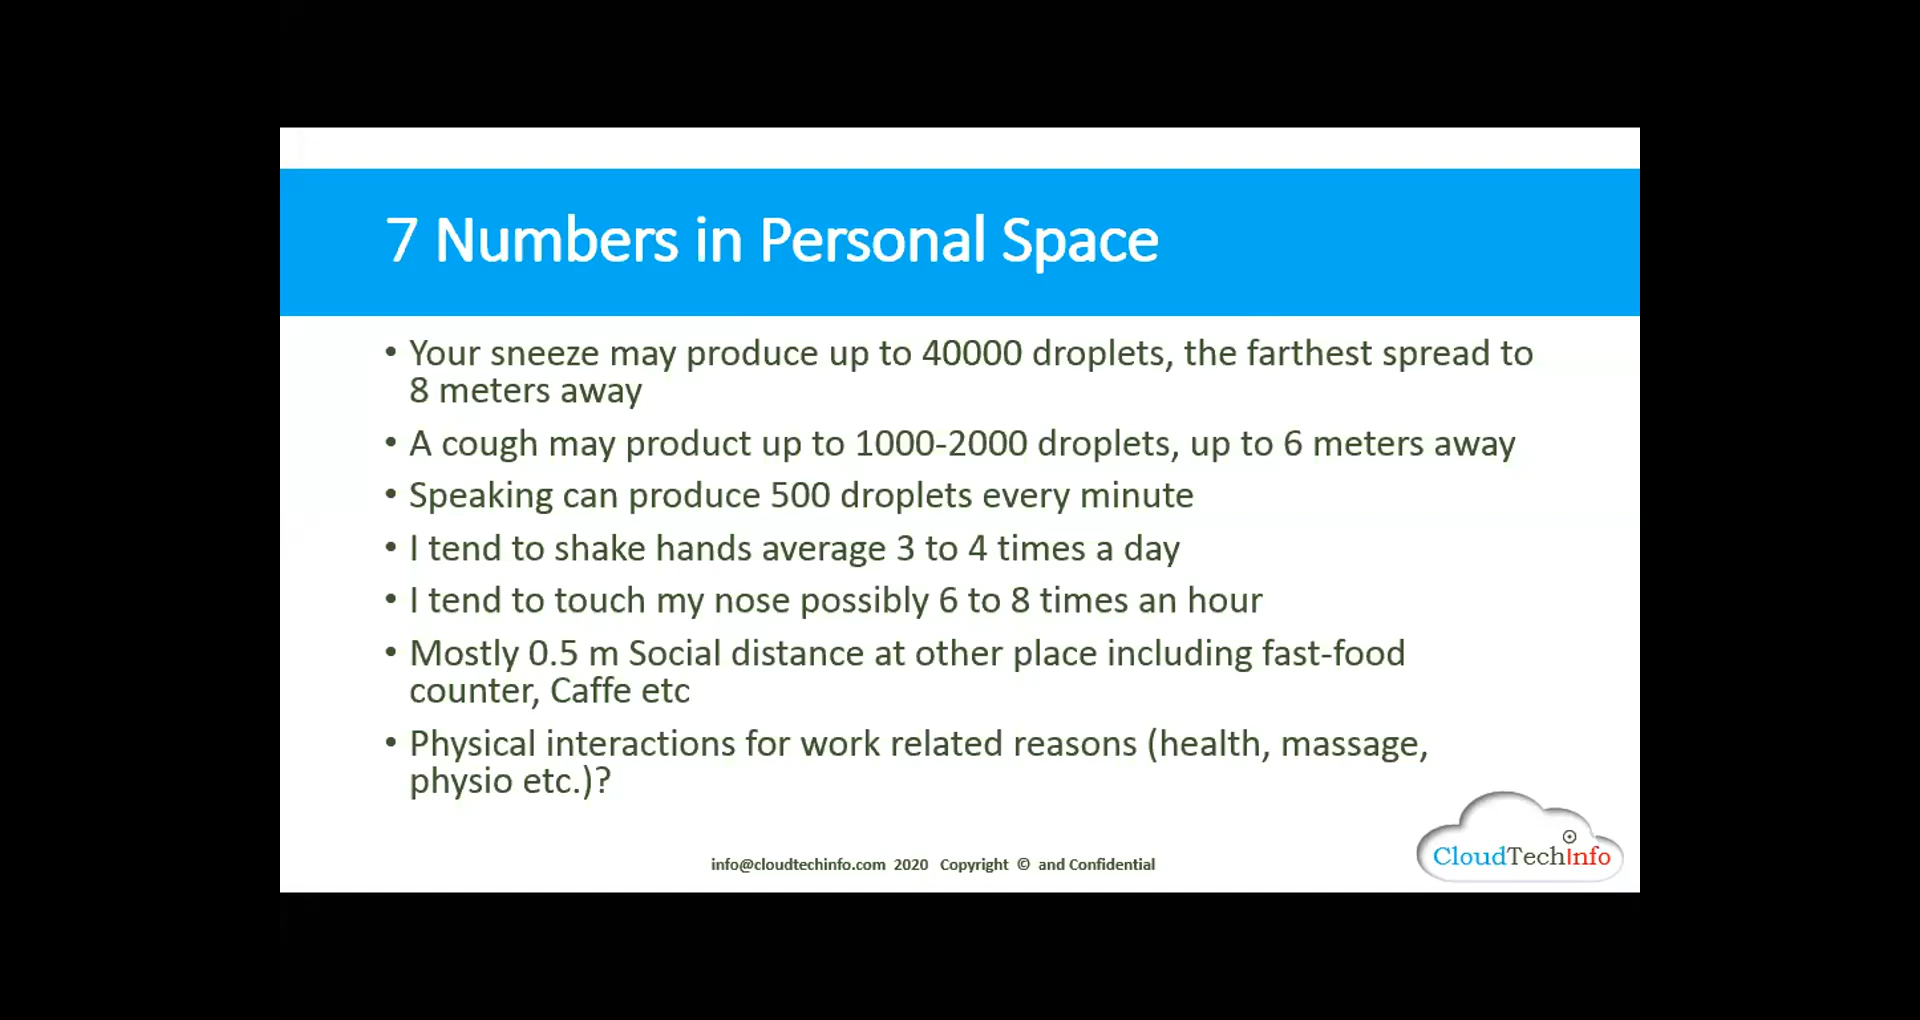 7 Numbers in Personal Space
• Your sneeze may produce up to 40000 droplets, the farthest spread to
8 meters away
• A cough may product up to 1000-2000 droplets, up to 6 meters away
• Speaking can produce 500 droplets every minute
• I tend to shake hands average 3 to 4 times a day
• I tend to touch my nose possibly 6 to 8 times an hour
• Mostly 0.5 m Social distance at other place including fast-food
counter, Caffe etc
• Physical interactions for work related reasons (health, massage,
physio etc.)?
info@cloudtechinfo.com 2020 Copyright © and Confidential
CloudTechInfo